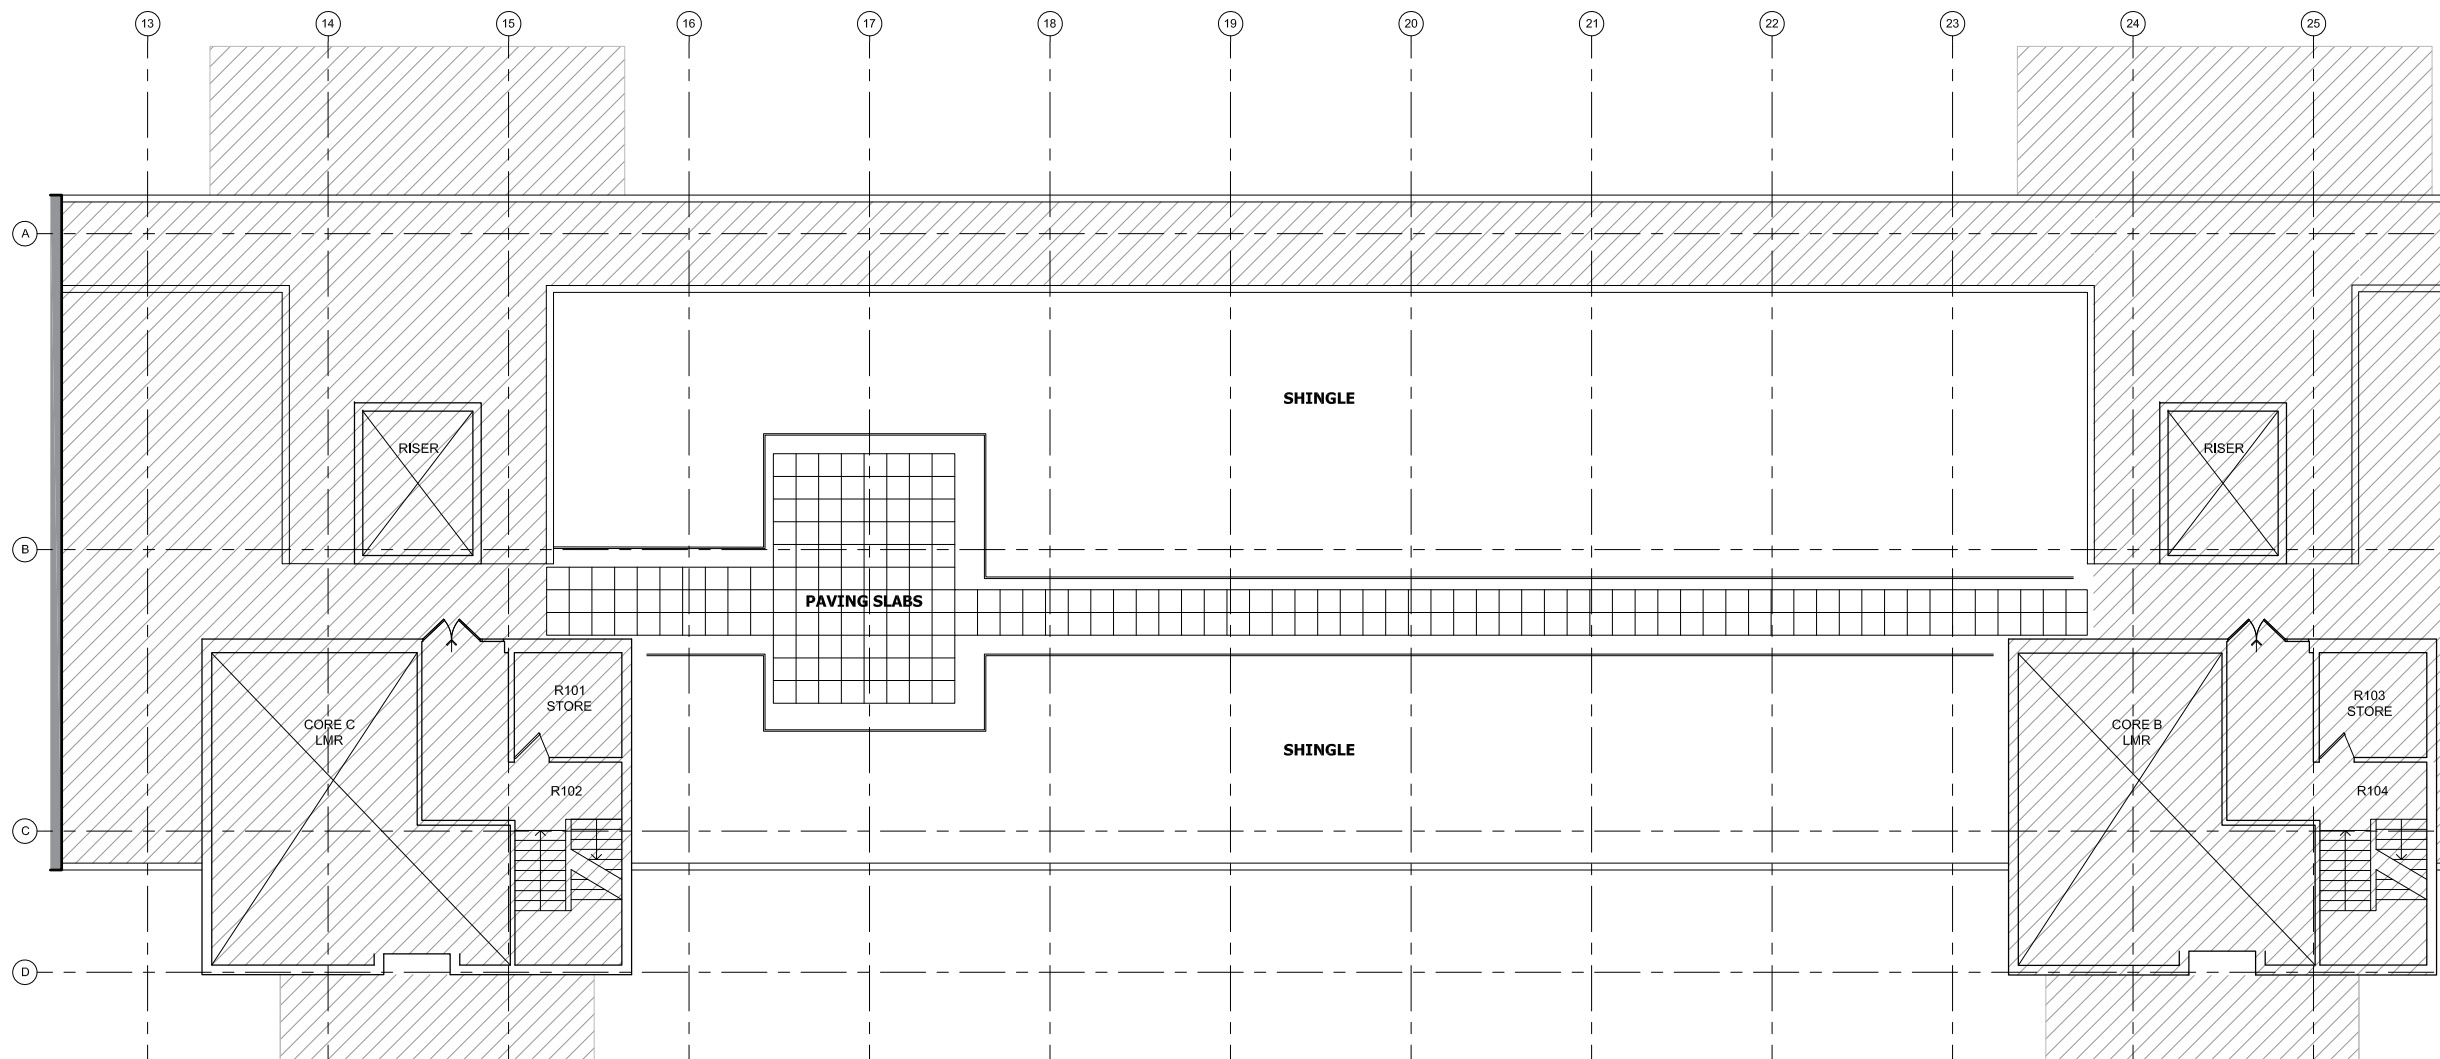 13
14
15
16
17
18
19
20
21
22
23
24
25
A
SHINGLE
RISER
RISER
B
PAVING SLABS
R101
STORE
R103
STORE
CORE C
LMR
CORE B
LMR
SHINGLE
R102
R104
C
D